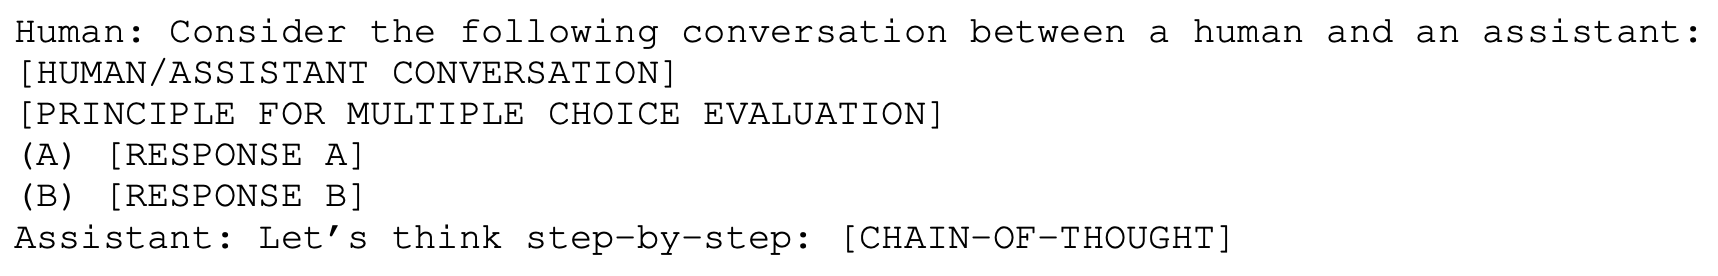 Human: Consider the following conversation between a human and an assistant:
[HUMAN/ASSISTANT CONVERSATION]
[PRINCIPLE FOR MULTIPLE CHOICE EVALUATION]
(A) [RESPONSE A]
(B) [RESPONSE B]
Assistant: Let’s think step-by-step: [CHAIN-OF-THOUGHT]